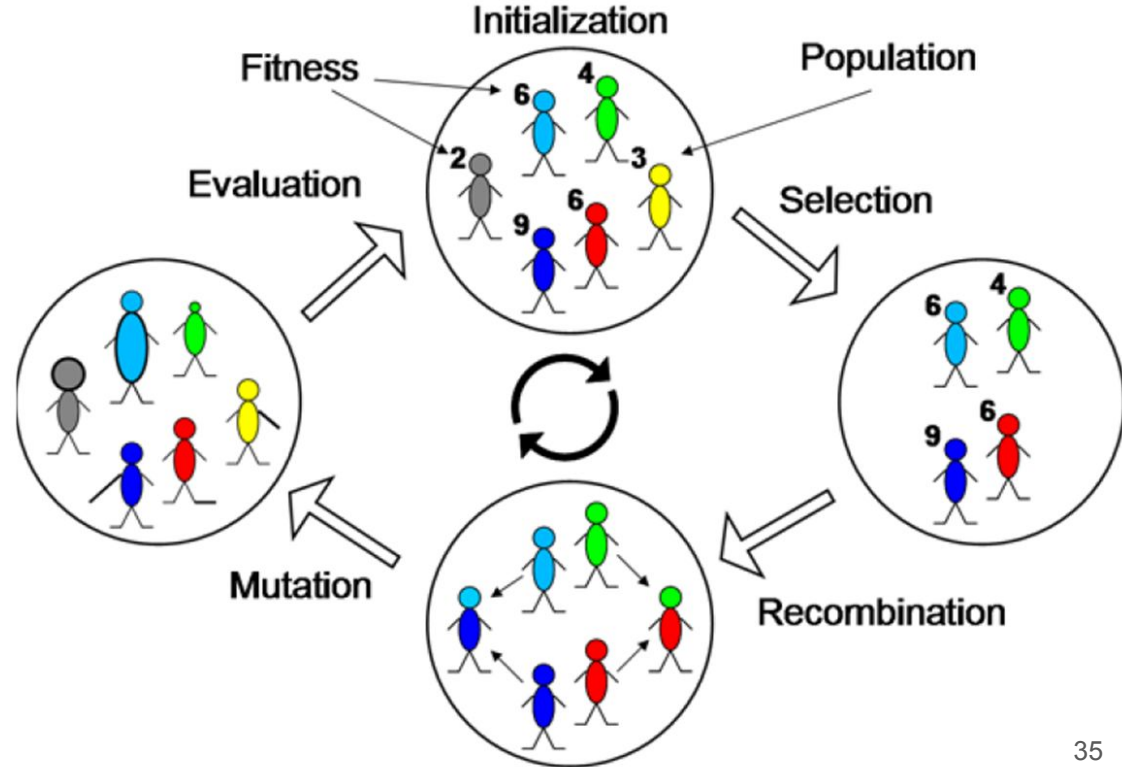 Initialization
Fitness
Population
6
4
2
3
9
6
Evaluation
Selection
6
4
9
6
Mutation
Recombination
35